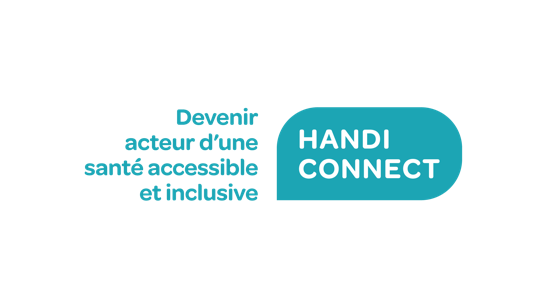 Devenir
acteur d'une
santé accessible
et inclusive
HANDI
CONNECT